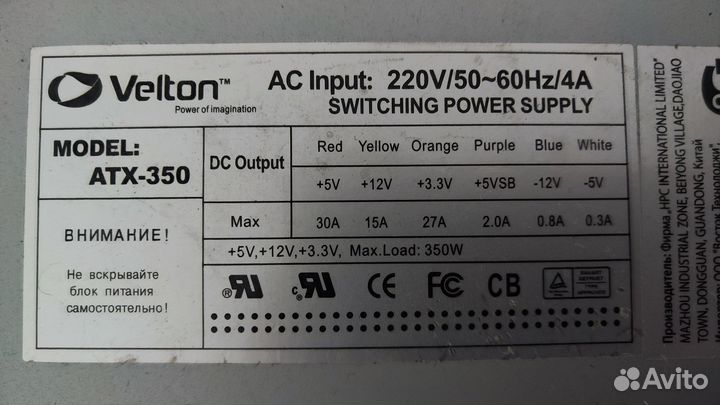 Velton™
Power of imagination
AC Input: 220V/50~60Hz/4A
SWITCHING POWER SUPPLY
MODEL:
ATX-350
DC Output Red Yellow Orange Purple Blue White
+5V +12V +3.3V +5VSB -12V -5V
Max 30A 15A 27A 2.0A 0.8A 0.3A
+5V,+12V,+3.3V, Max.Load: 350W
ВНИМАНИЕ!
Не вскрывайте
блок питания
самостоятельно!
CE FC CB
Производитель: Фирма „HPC INTERNATIONAL LIMITED"
MAZHOU INDUSTRIAL ZONE, BEIYONG VILLAGE,DAOJIAO
TOWN, DONGGUAN, GUANDONG, Китай
Avito